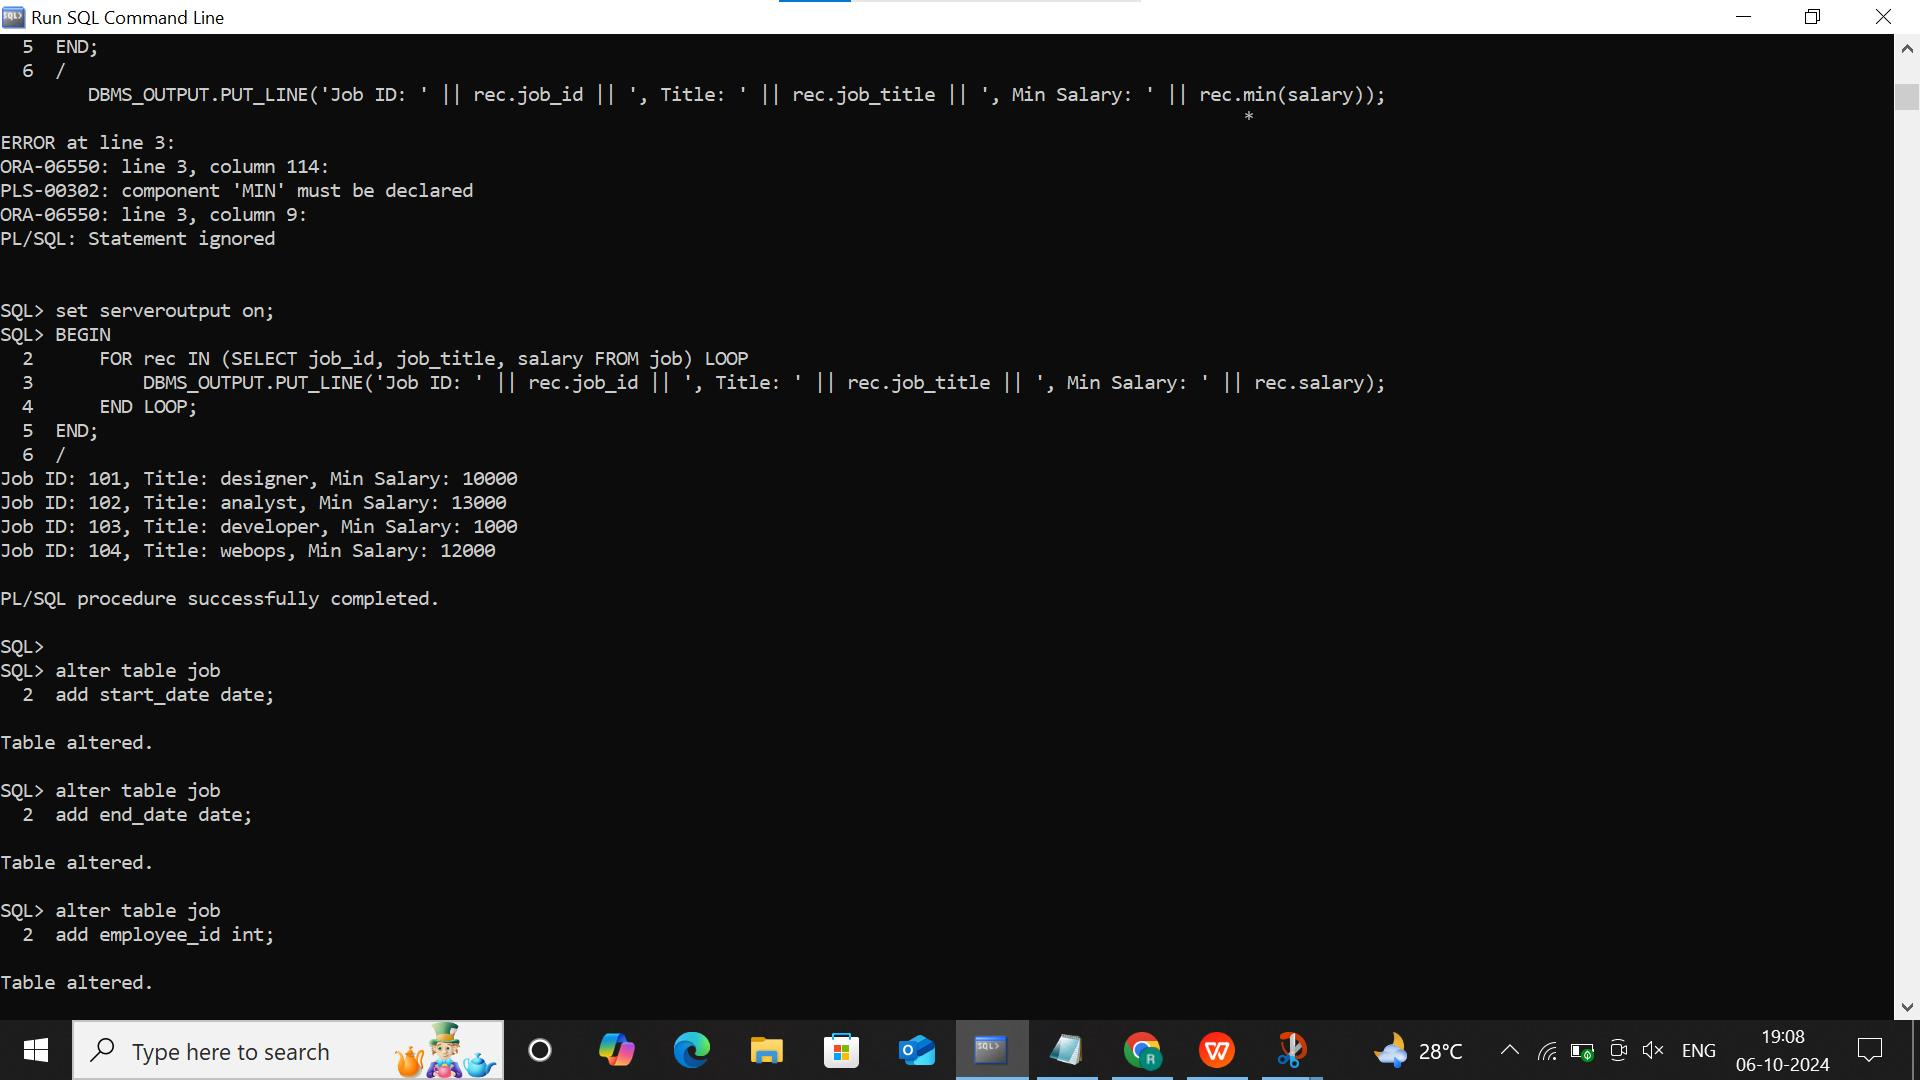 Run SQL Command Line
5 END;
6 /
DBMS_OUTPUT.PUT_LINE('Job ID: ' || rec.job_id || ', Title: ' || rec.job_title || ', Min Salary: ' || rec.min(salary));
*
ERROR at line 3:
ORA-06550: line 3, column 114:
PLS-00302: component 'MIN' must be declared
ORA-06550: line 3, column 9:
PL/SQL: Statement ignored
SQL> set serveroutput on;
SQL> BEGIN
2 FOR rec IN (SELECT job_id, job_title, salary FROM job) LOOP
3 DBMS_OUTPUT.PUT_LINE('Job ID: ' || rec.job_id || ', Title: ' || rec.job_title || ', Min Salary: ' || rec.salary);
4 END LOOP;
5 END;
6 /
Job ID: 101, Title: designer, Min Salary: 10000
Job ID: 102, Title: analyst, Min Salary: 13000
Job ID: 103, Title: developer, Min Salary: 1000
Job ID: 104, Title: webops, Min Salary: 12000
PL/SQL procedure successfully completed.
SQL>
SQL> alter table job
2 add start_date date;
Table altered.
SQL> alter table job
2 add end_date date;
Table altered.
SQL> alter table job
2 add employee_id int;
Table altered.
Type here to search
SQL>
R
W
28°C
ENG
19:08
06-10-2024